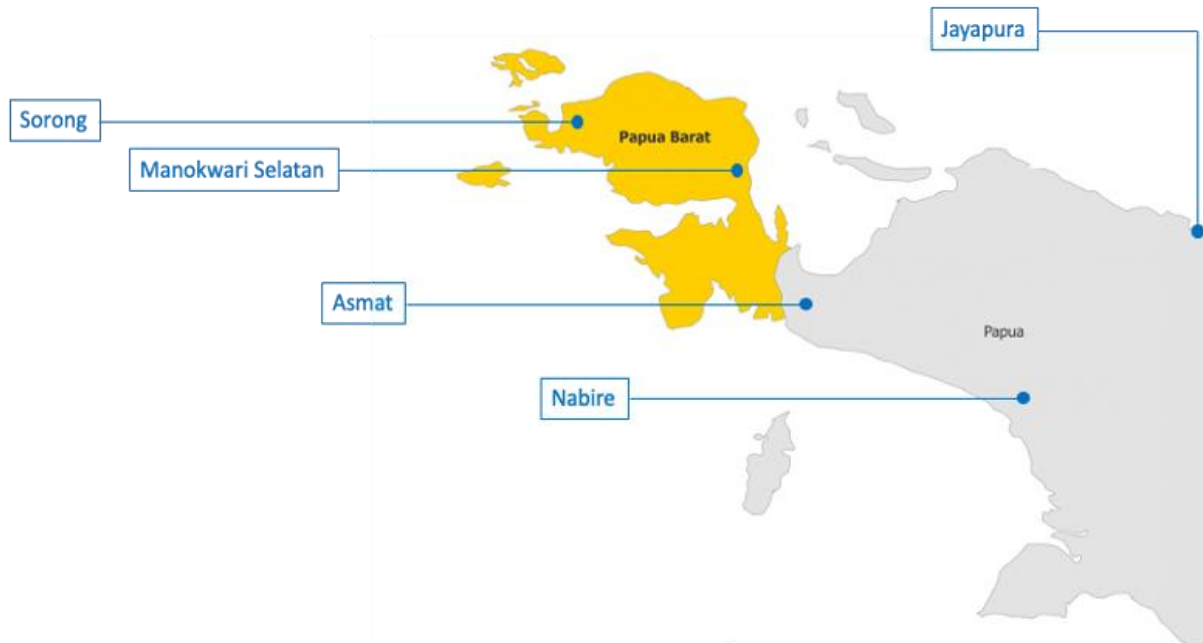 Jayapura
Sorong
Papua Barat
Manokwari Selatan
Asmat
Papua
Nabire